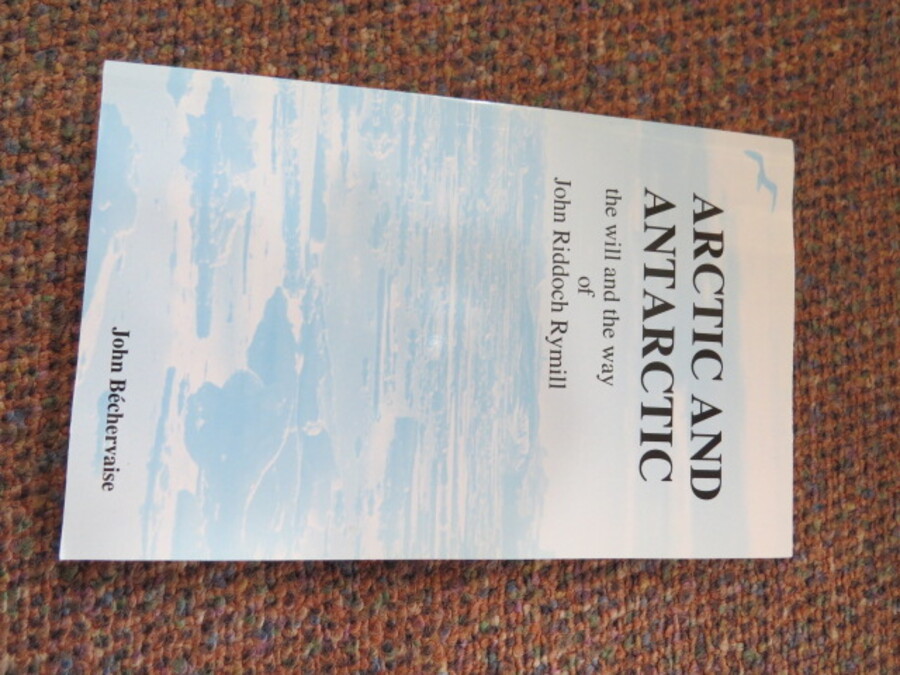 ARCTIC AND
ANTARCTIC
the will and the way
of
John Riddoch Rymill
John Béchervaise